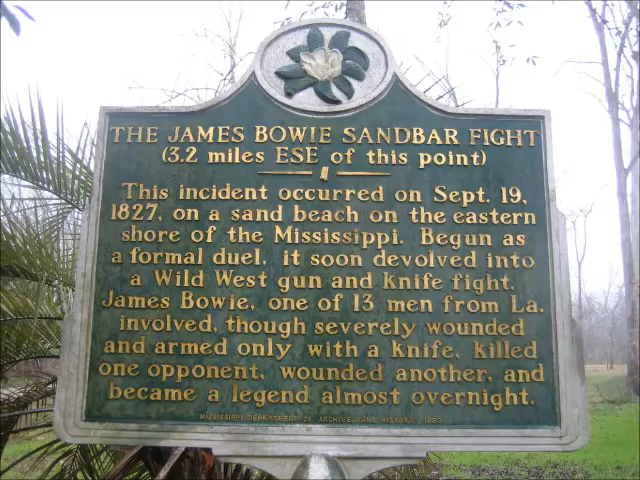 THE JAMES BOWIE SANDBAR FIGHT
(3.2 miles ESE of this point)
This incident occurred on Sept. 19,
1827, on a sand beach on the eastern
shore of the Mississippi. Begun as
a formal duel, it soon devolved into
a Wild West gun and knife fight.
James Bowie, one of 13 men from La.
involved, though severely wounded
and armed only with a knife, killed
one opponent, wounded another, and
became a legend almost overnight.
MISSISSIPPI DEPARTMENT OF ARCHIVES AND HISTORY,